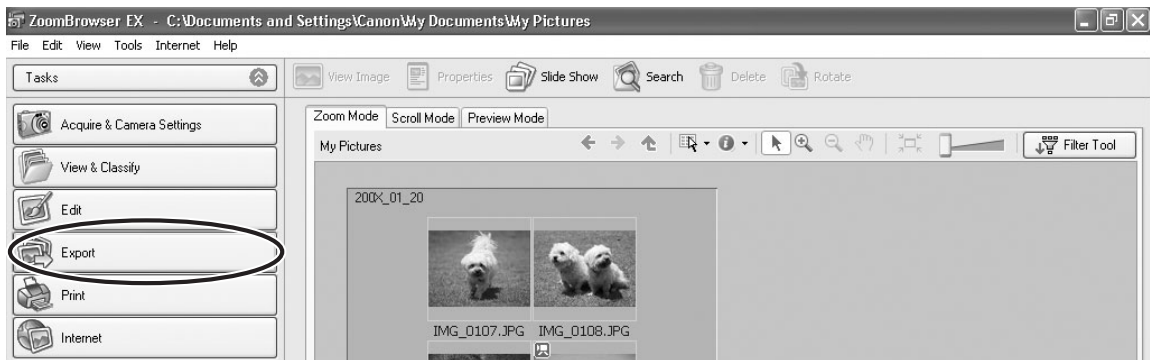 ZoomBrowser EX - C:\Documents and Settings\Canon\My Documents\My Pictures
File Edit View Tools Internet Help
Tasks
View Image Properties Slide Show Search Delete Rotate
Acquire & Camera Settings
View & Classify
Edit
Export
Print
Internet
Zoom Mode Scroll Mode Preview Mode
My Pictures
Filter Tool
200X_01_20
IMG_0107.JPG IMG_0108.JPG